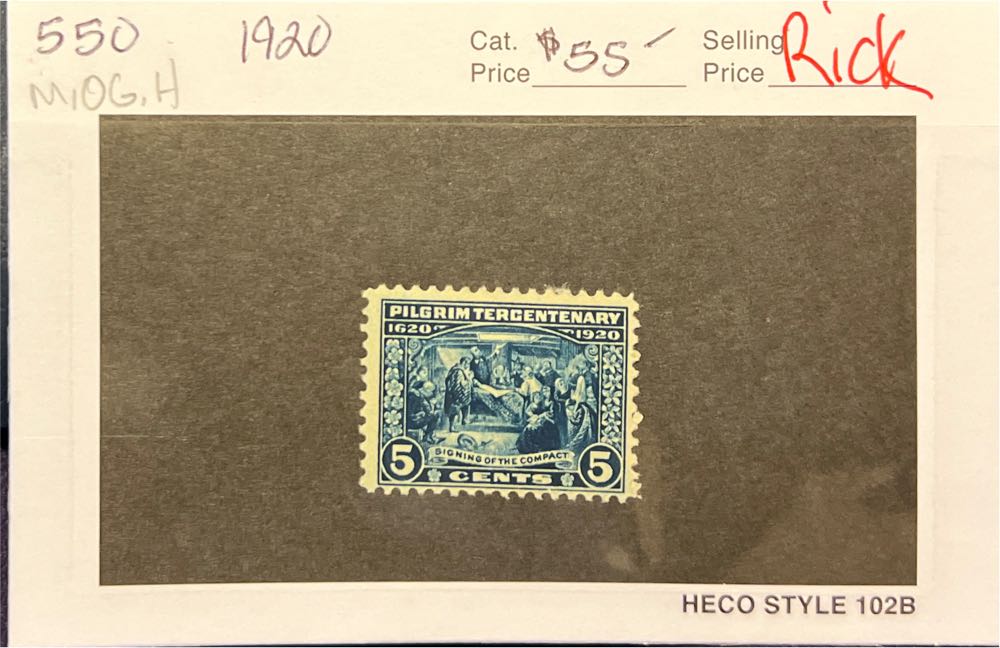 550 1920 Cat. Price $55 Selling Price Rick
M,OG,H
PILGRIM TERCENTENARY
1620 1920
SIGNING OF THE COMPACT
5 CENTS 5
HECO STYLE 102B